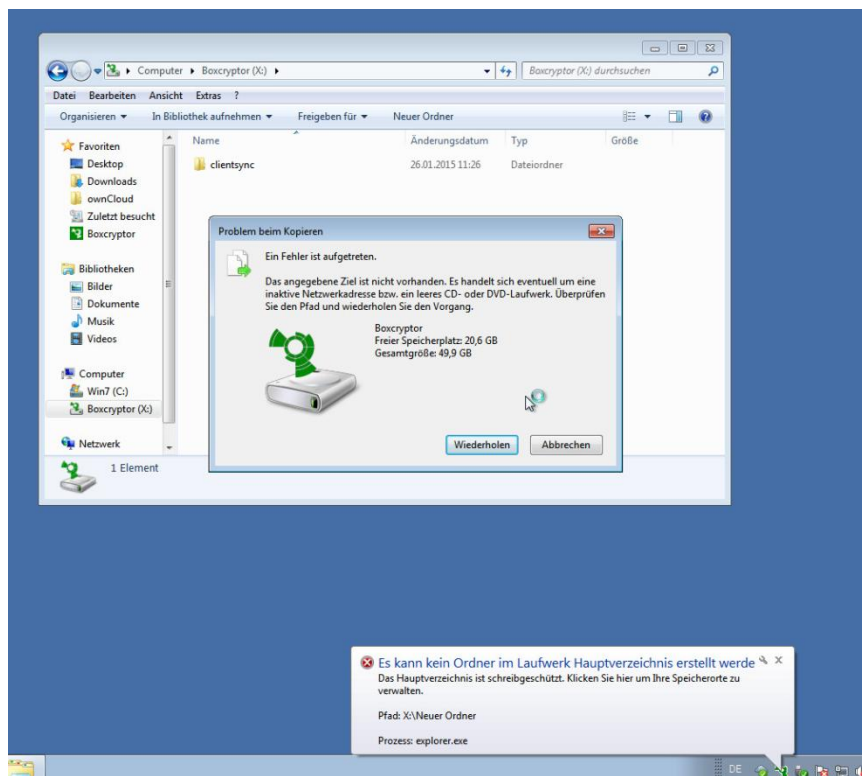 Computer ▸ Boxcryptor (X:) ▸
Boxcryptor (X:) durchsuchen
Datei Bearbeiten Ansicht Extras ?
Organisieren In Bibliothek aufnehmen Freigeben für Neuer Ordner
Name Änderungsdatum Typ Größe
clientsync 26.01.2015 11:26 Dateiordner
Favoriten
Desktop
Downloads
ownCloud
Zuletzt besucht
Boxcryptor
Bibliotheken
Bilder
Dokumente
Musik
Videos
Computer
Win7 (C:)
Boxcryptor (X:)
Netzwerk
1 Element
Problem beim Kopieren
Ein Fehler ist aufgetreten.
Das angegebene Ziel ist nicht vorhanden. Es handelt sich eventuell um eine
inaktive Netzwerkadresse bzw. ein leeres CD- oder DVD-Laufwerk. Überprüfen
Sie den Pfad und wiederholen Sie den Vorgang.
Boxcryptor
Freier Speicherplatz: 20,6 GB
Gesamtgröße: 49,9 GB
Wiederholen Abbrechen
Es kann kein Ordner im Laufwerk Hauptverzeichnis erstellt werde
Das Hauptverzeichnis ist schreibgeschützt. Klicken Sie hier um Ihre Speicherorte zu
verwalten.
Pfad: X:\Neuer Ordner
Prozess: explorer.exe
DE